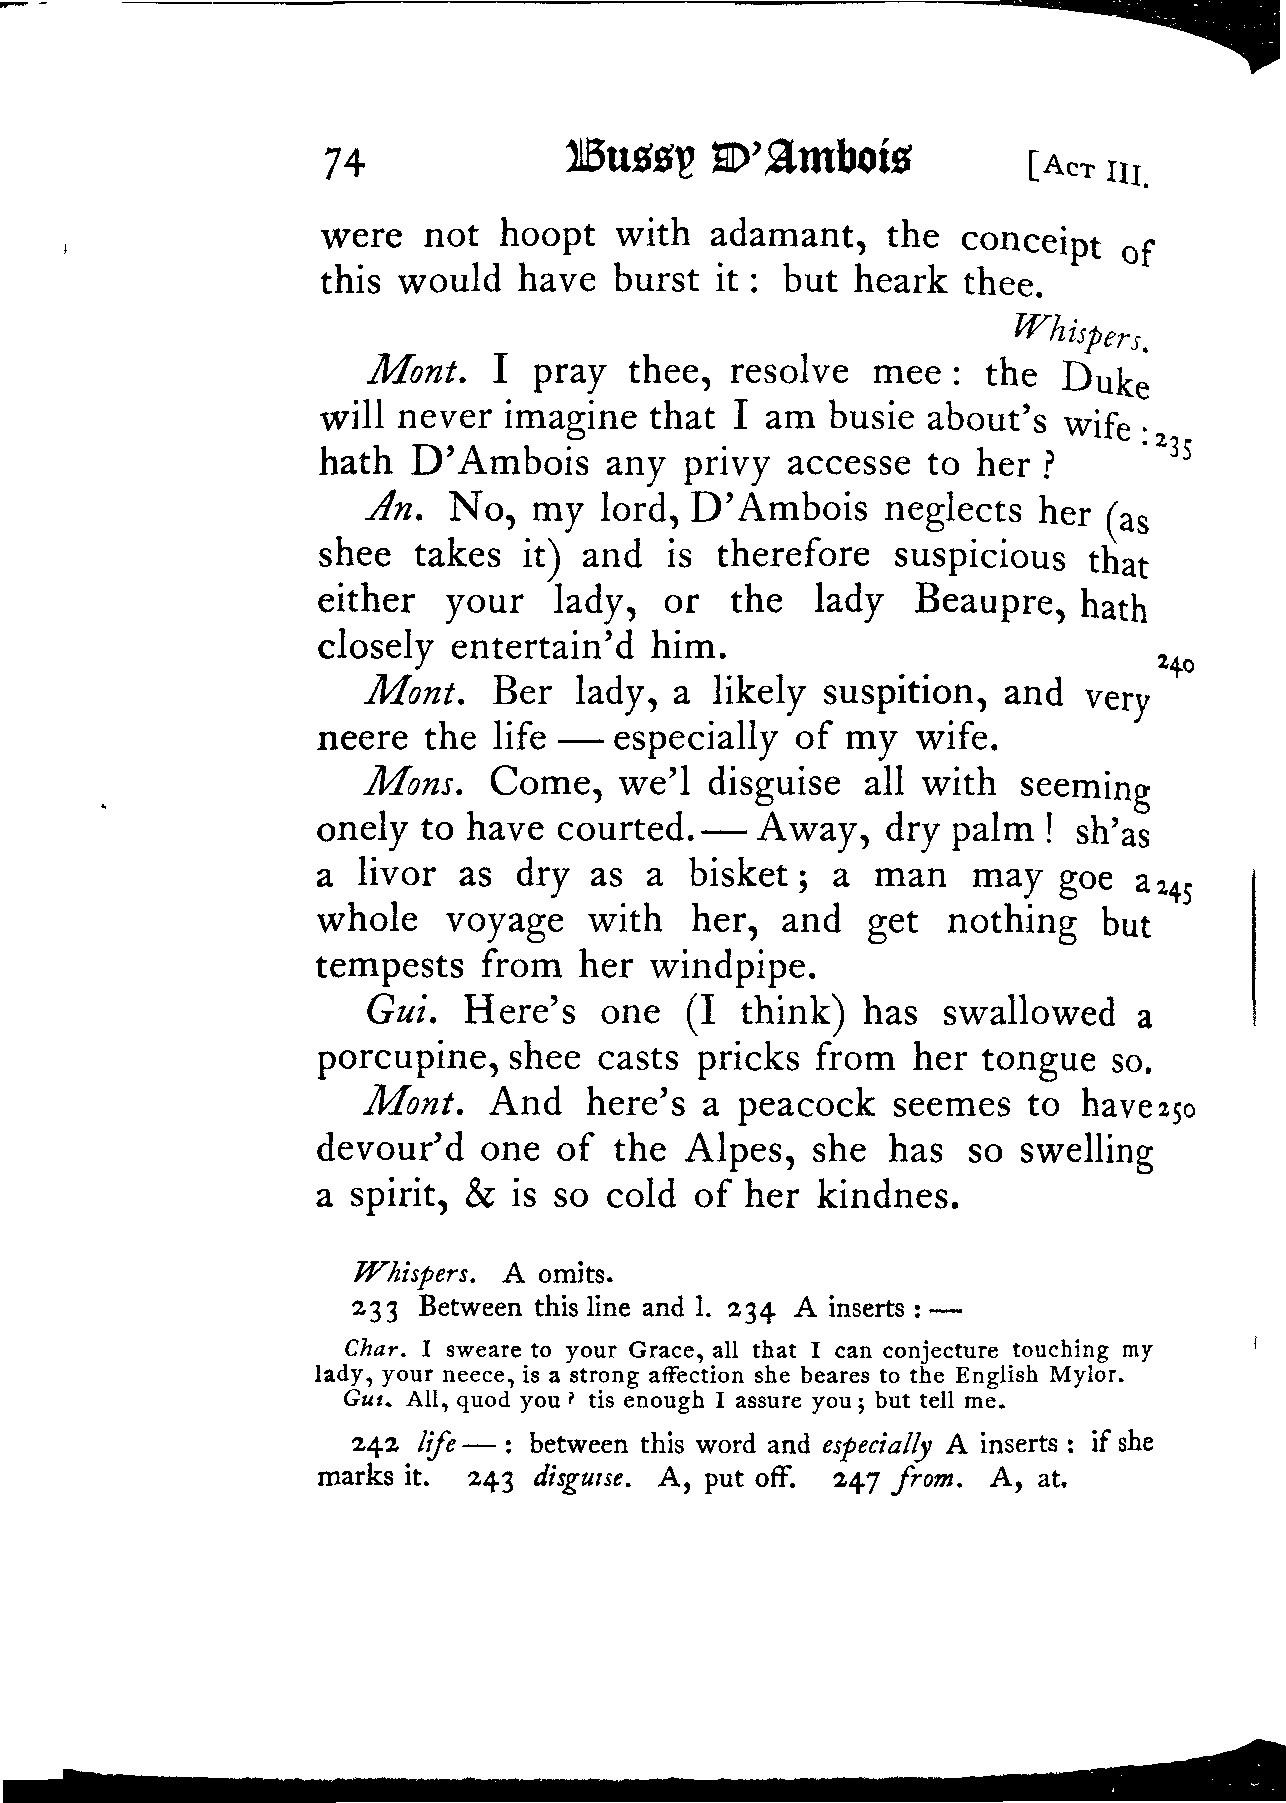 74 Bussy D'Ambois [ACT III.
were not hoopt with adamant, the conceipt of
this would have burst it : but heark thee.
Whispers.
Mont. I pray thee, resolve mee : the Duke
will never imagine that I am busie about's wife : 235
hath D'Ambois any privy accesse to her ?
An. No, my lord, D'Ambois neglects her (as
shee takes it) and is therefore suspicious that
either your lady, or the lady Beaupre, hath
closely entertain'd him. 240
Mont. Ber lady, a likely suspition, and very
neere the life — especially of my wife.
Mons. Come, we'l disguise all with seeming
onely to have courted. — Away, dry palm ! sh'as
a livor as dry as a bisket ; a man may goe a 245
whole voyage with her, and get nothing but
tempests from her windpipe.
Gui. Here's one (I think) has swallowed a
porcupine, shee casts pricks from her tongue so.
Mont. And here's a peacock seemes to have 250
devour'd one of the Alpes, she has so swelling
a spirit, & is so cold of her kindnes.
Whispers. A omits.
233 Between this line and l. 234 A inserts : —
Char. I sweare to your Grace, all that I can conjecture touching my
lady, your neece, is a strong affection she beares to the English Mylor.
Gui. All, quod you ? tis enough I assure you ; but tell me.
242 life — : between this word and especially A inserts : if she
marks it. 243 disguise. A, put off. 247 from. A, at.